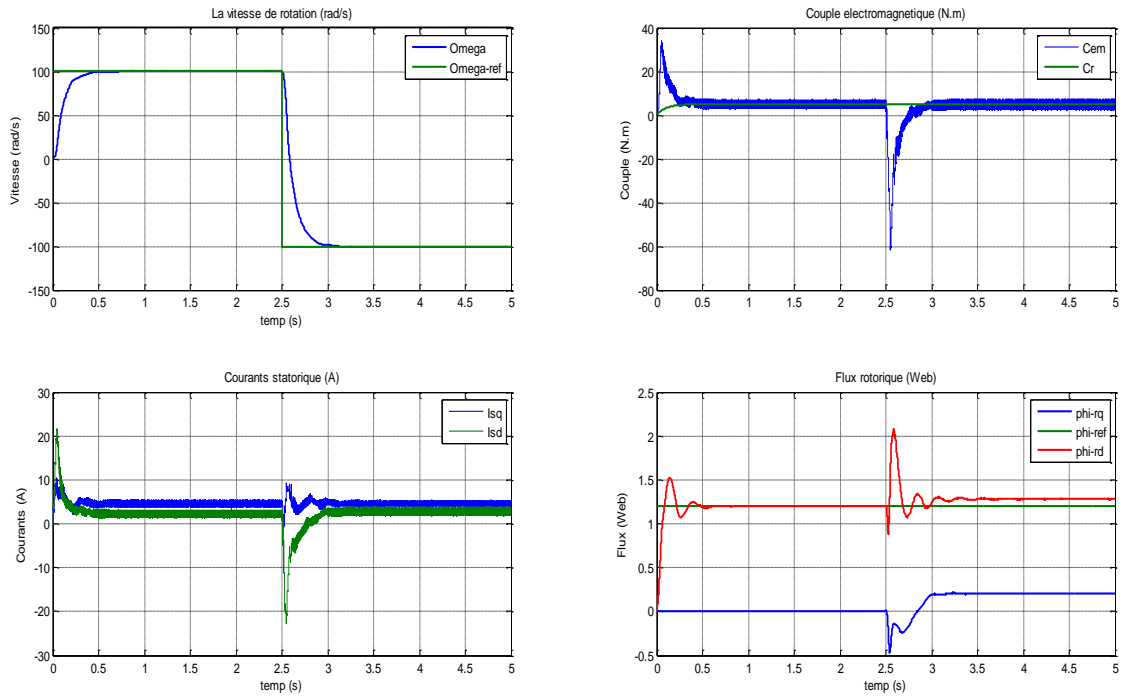 La vitesse de rotation (rad/s)
150
100
50
0
-50
-100
-150
Vitesse (rad/s)
0 0.5 1 1.5 2 2.5 3 3.5 4 4.5 5
temp (s)
Omega
Omega-ref
Couple electromagnetique (N.m)
40
20
0
-20
-40
-60
-80
Couple (N.m)
0 0.5 1 1.5 2 2.5 3 3.5 4 4.5 5
temp (s)
Cem
Cr
Courants statorique (A)
30
20
10
0
-10
-20
-30
Courants (A)
0 0.5 1 1.5 2 2.5 3 3.5 4 4.5 5
temp (s)
Isq
Isd
Flux rotorique (Web)
2.5
2
1.5
1
0.5
0
-0.5
Flux (Web)
0 0.5 1 1.5 2 2.5 3 3.5 4 4.5 5
temp (s)
phi-rq
phi-ref
phi-rd